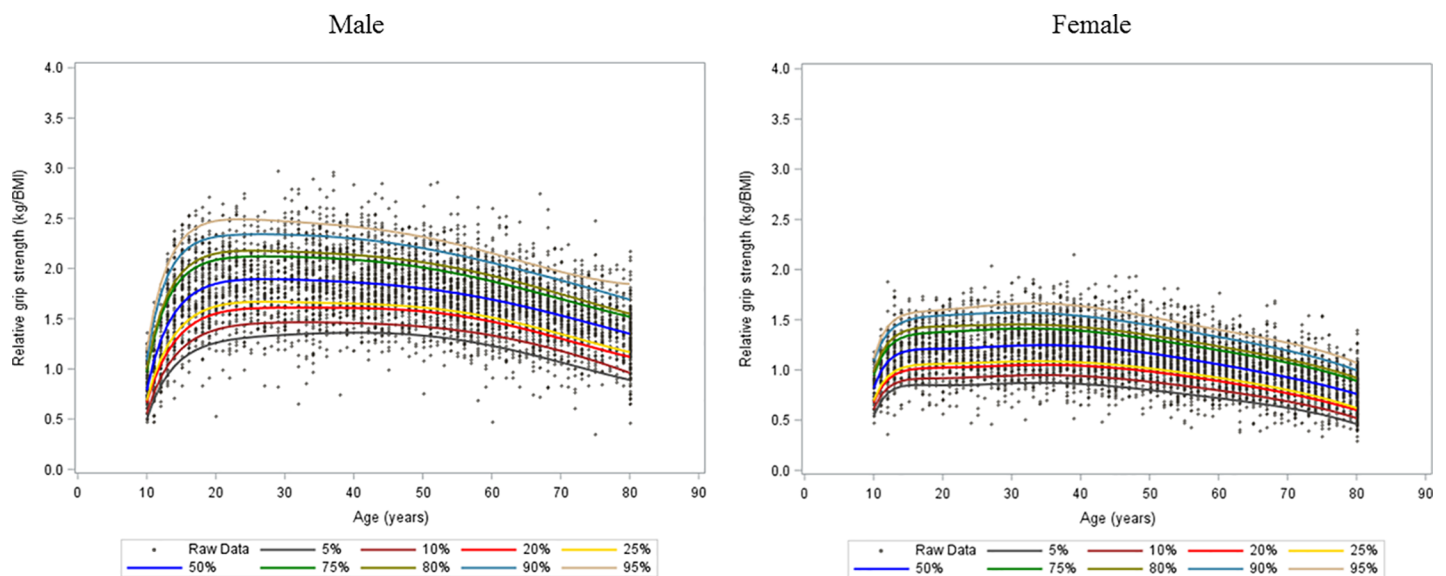 Male
4.0
3.5
3.0
2.5
2.0
1.5
1.0
0.5
0.0
Relative grip strength (kg/BMI)
0 10 20 30 40 50 60 70 80 90
Age (years)
Raw Data 5% 10% 20% 25%
50% 75% 80% 90% 95%
Female
4.0
3.5
3.0
2.5
2.0
1.5
1.0
0.5
0.0
Relative grip strength (kg/BMI)
0 10 20 30 40 50 60 70 80 90
Age (years)
Raw Data 5% 10% 20% 25%
50% 75% 80% 90% 95%